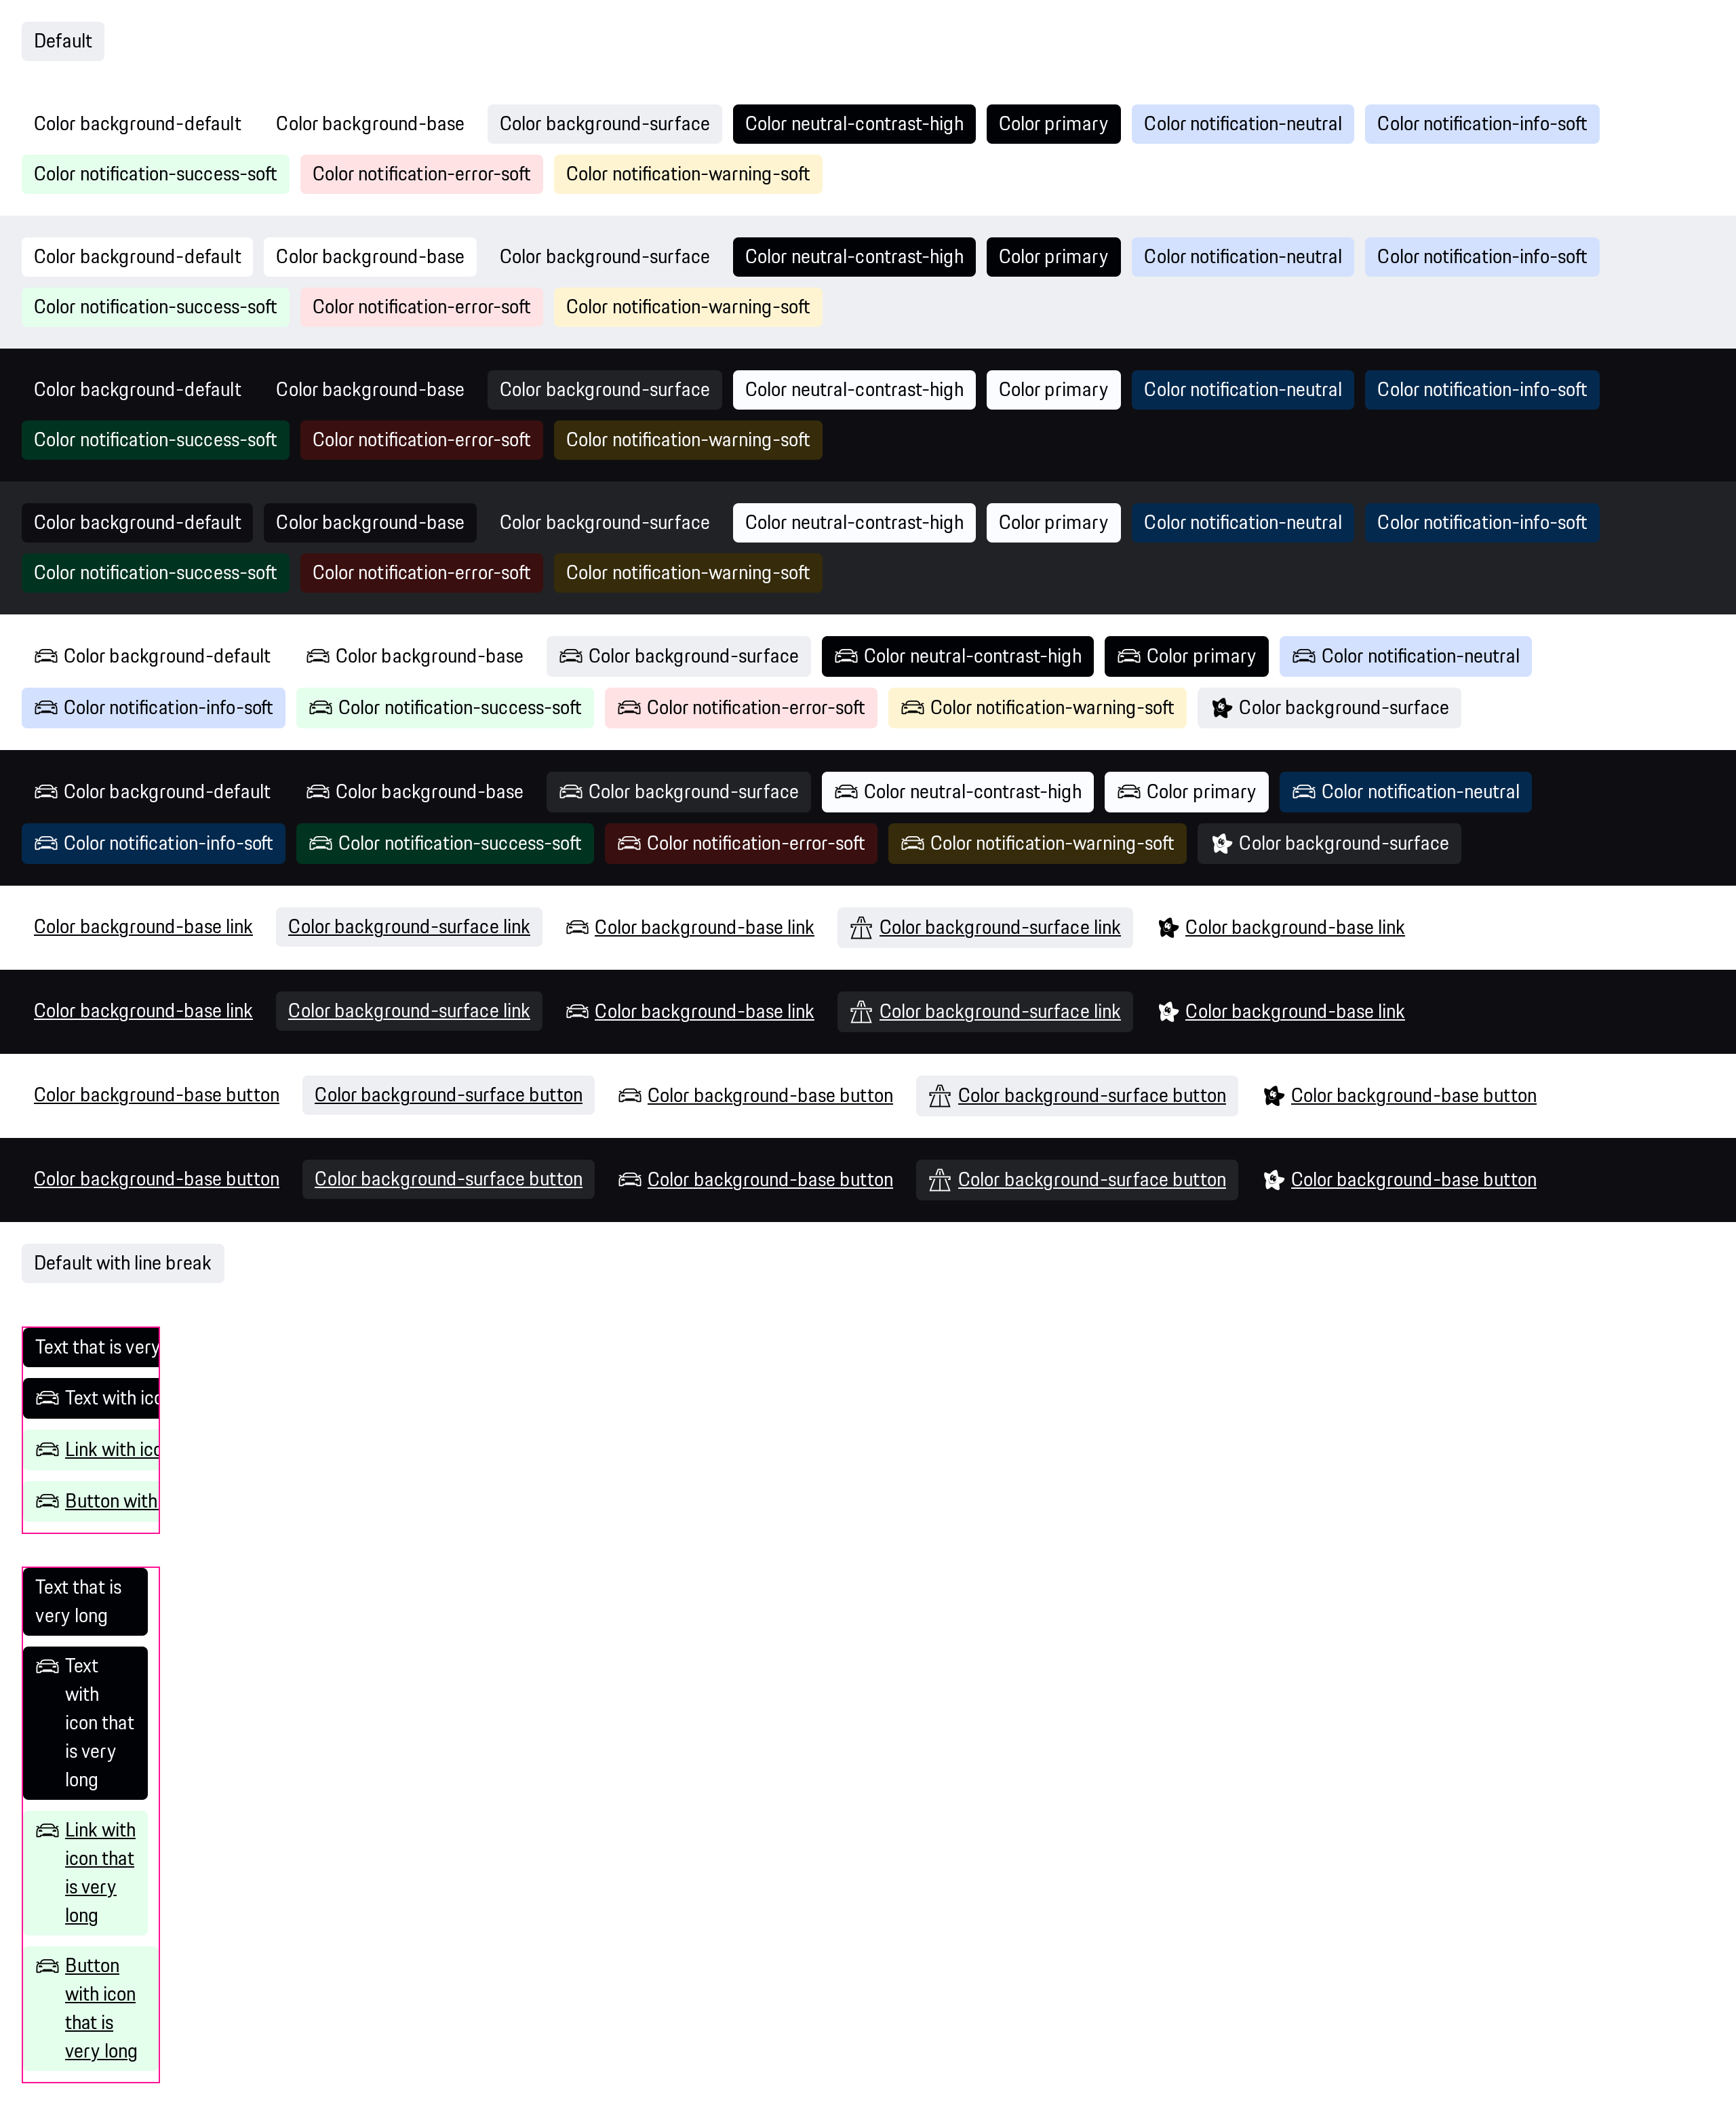 Default
Color background-default Color background-base Color background-surface Color neutral-contrast-high Color primary Color notification-neutral Color notification-info-soft
Color notification-success-soft Color notification-error-soft Color notification-warning-soft
Color background-default Color background-base Color background-surface Color neutral-contrast-high Color primary Color notification-neutral Color notification-info-soft
Color notification-success-soft Color notification-error-soft Color notification-warning-soft
Color background-default Color background-base Color background-surface Color neutral-contrast-high Color primary Color notification-neutral Color notification-info-soft
Color notification-success-soft Color notification-error-soft Color notification-warning-soft
Color background-default Color background-base Color background-surface Color neutral-contrast-high Color primary Color notification-neutral Color notification-info-soft
Color notification-success-soft Color notification-error-soft Color notification-warning-soft
Color background-default Color background-base Color background-surface Color neutral-contrast-high Color primary Color notification-neutral
Color notification-info-soft Color notification-success-soft Color notification-error-soft Color notification-warning-soft Color background-surface
Color background-default Color background-base Color background-surface Color neutral-contrast-high Color primary Color notification-neutral
Color notification-info-soft Color notification-success-soft Color notification-error-soft Color notification-warning-soft Color background-surface
Color background-base link Color background-surface link Color background-base link Color background-surface link Color background-base link
Color background-base link Color background-surface link Color background-base link Color background-surface link Color background-base link
Color background-base button Color background-surface button Color background-base button Color background-surface button Color background-base button
Color background-base button Color background-surface button Color background-base button Color background-surface button Color background-base button
Default with line break
Text that is very
Text with ico
Link with ico
Button with
Text that is
very long
Text
with
icon that
is very
long
Link with
icon that
is very
long
Button
with icon
that is
very long